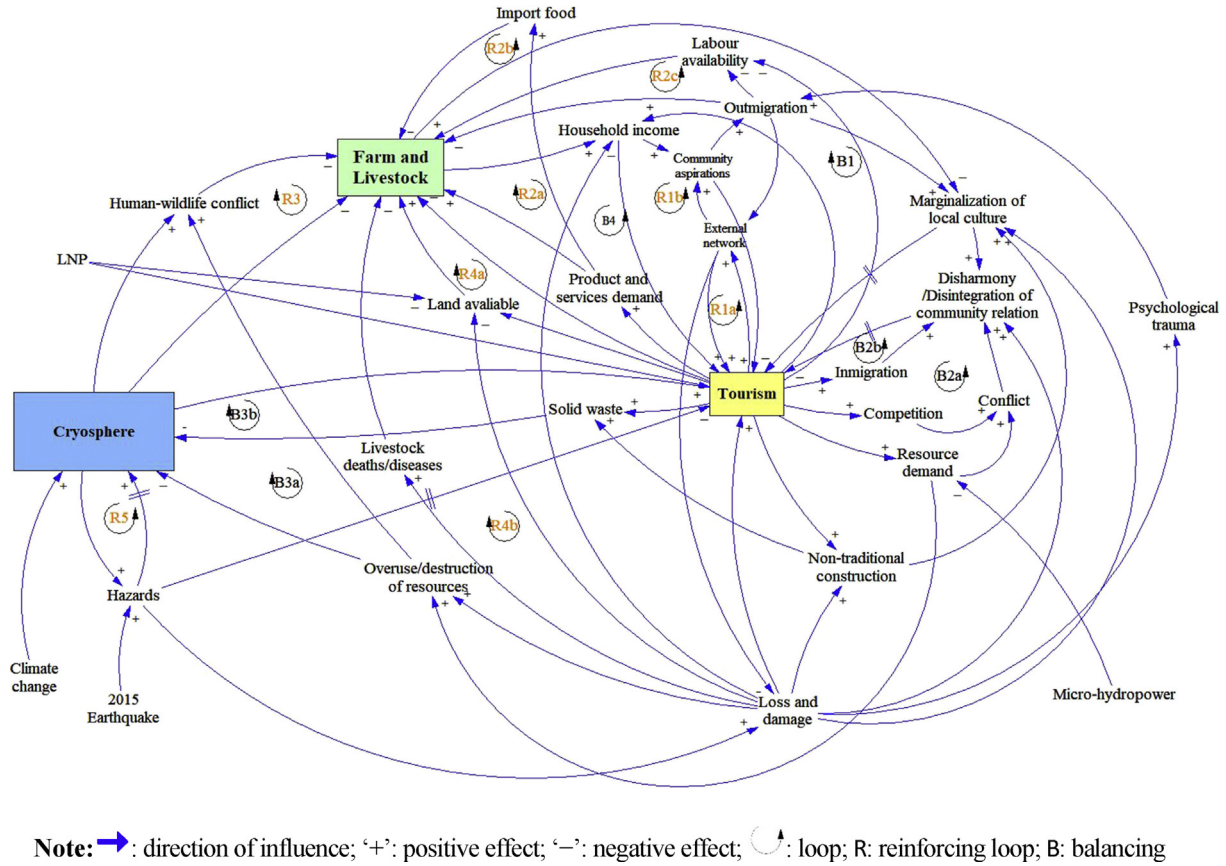 Import food
R2b
Labour
availability
R2c
Outmigration
Household income
Community
aspirations
B1
Farm and
Livestock
R3
R2a
B4
R1b
Human-wildlife conflict
Marginalization of
local culture
External
network
LNP
R4a
Product and
services demand
Land avaliable
R1a
Disharmony
/Disintegration of
community relation
Psychological
trauma
B2b
Inmigration
B2a
Tourism
Cryosphere
B3b
Solid waste
Competition
Conflict
Livestock
deaths/diseases
Resource
demand
B3a
R5
R4b
Hazards
Overuse/destruction
of resources
Non-traditional
construction
Climate
change
2015
Earthquake
Loss and
damage
Micro-hydropower
Note: : direction of influence; ‘+’: positive effect; ‘−’: negative effect; : loop; R: reinforcing loop; B: balancing